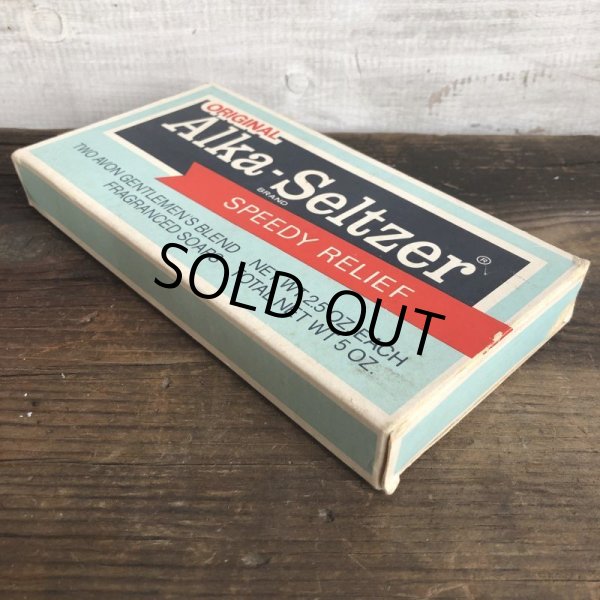 ORIGINAL
Alka-Seltzer®
BRAND
SPEEDY RELIEF
TWO AVON GENTLEMEN'S BLEND NET WT 2.5 OZ. EACH
FRAGRANCED SOAPS TOTAL NET WT 5 OZ.
SOLD OUT